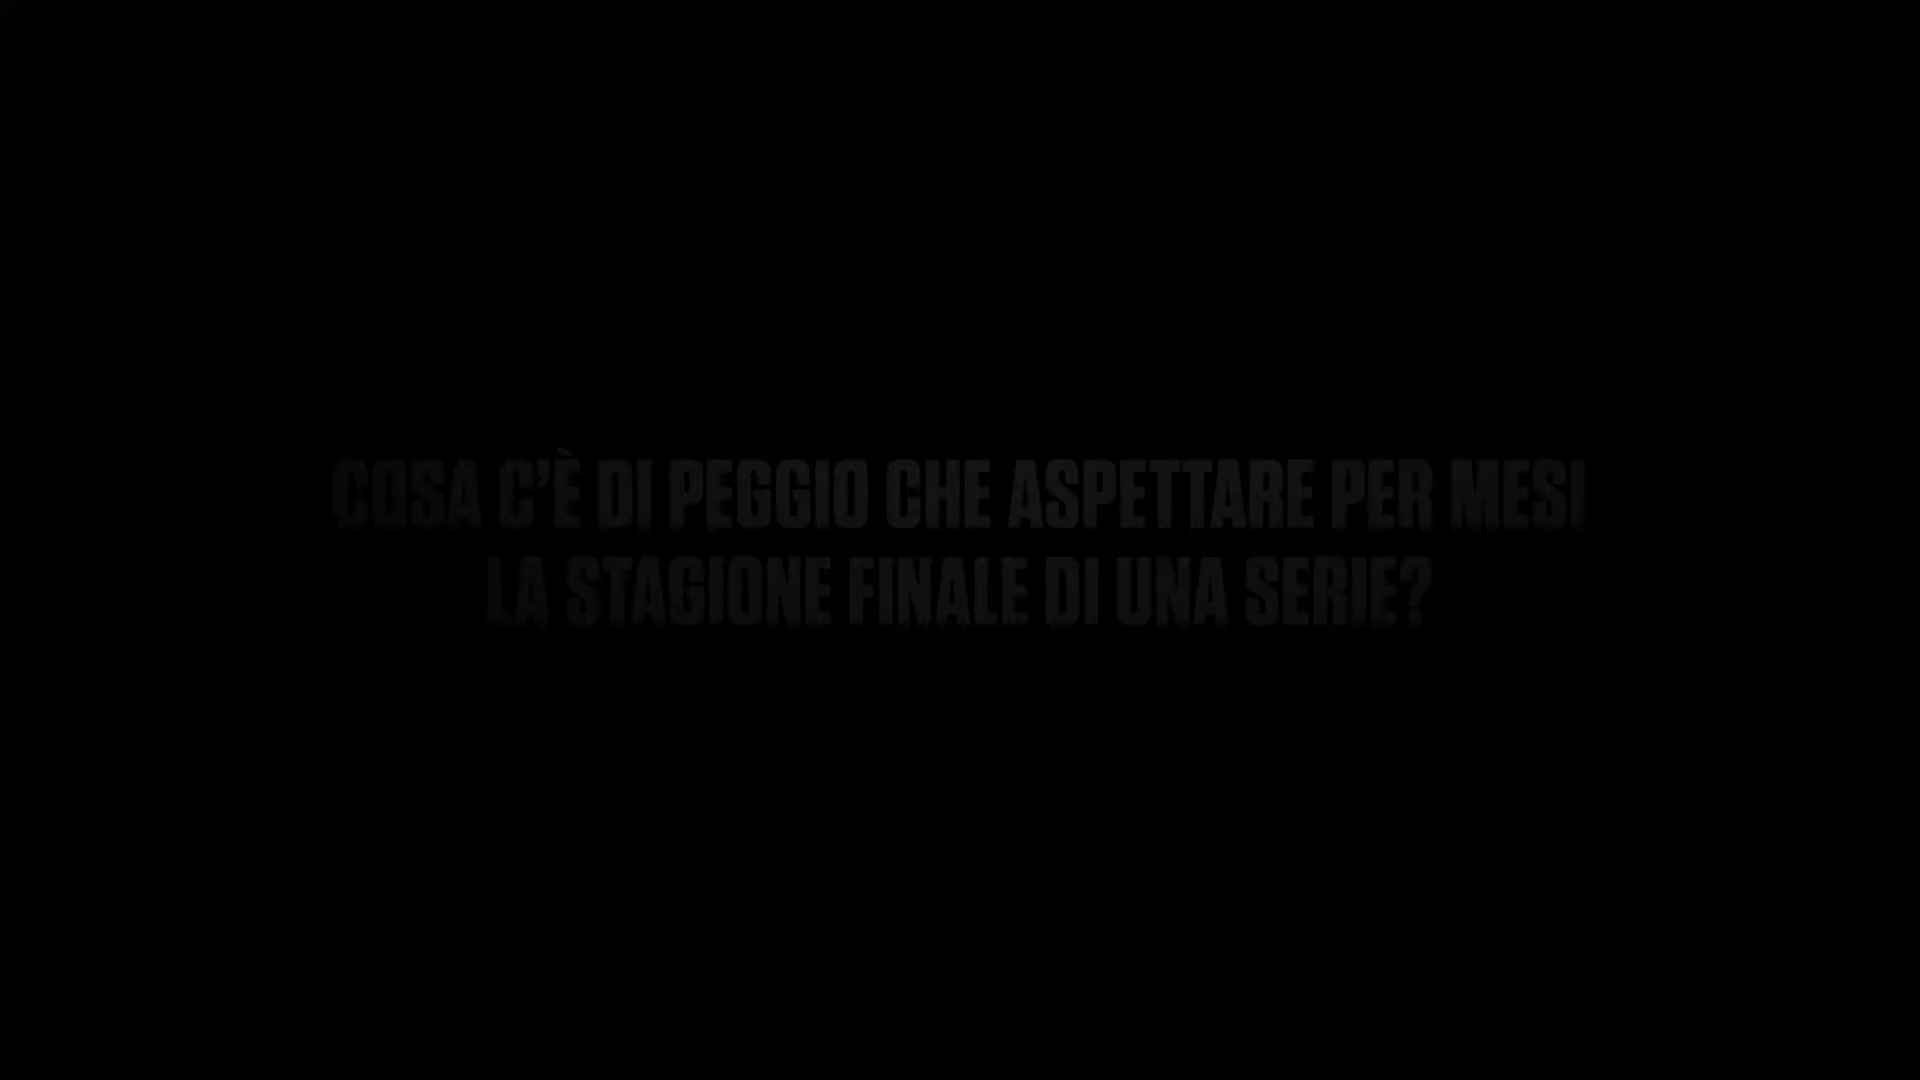 COSA C’È DI PEGGIO CHE ASPETTARE PER MESI
LA STAGIONE FINALE DI UNA SERIE?